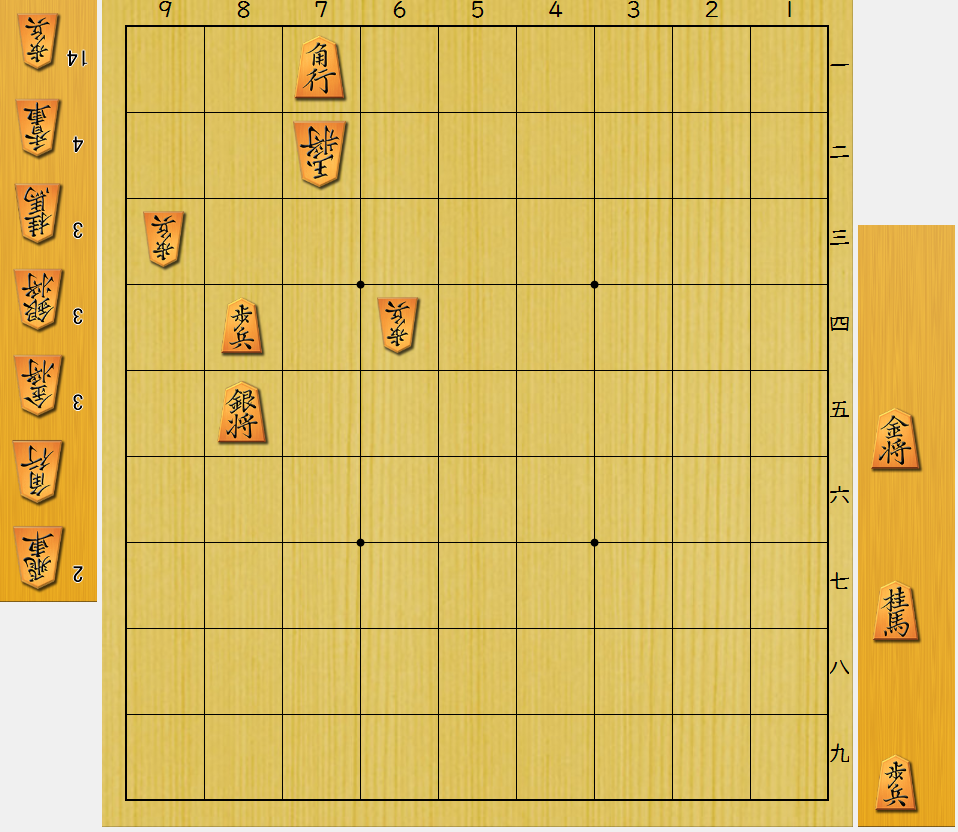 9 8 7 6 5 4 3 2 1
一
二
三
四
五
六
七
八
九
角行
玉将
歩兵
歩兵
歩兵
銀将
歩兵 14
香車 4
桂馬 3
銀将 3
金将 3
角行
飛車 2
金将
桂馬
歩兵